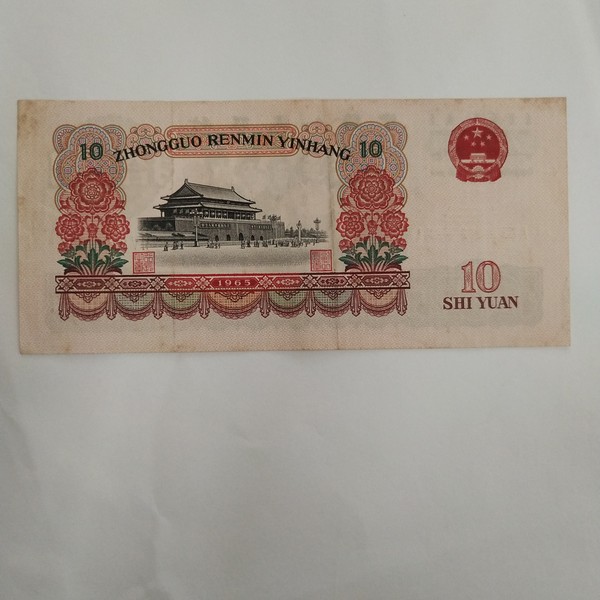 10 ZHONGGUO RENMIN YINHANG 10
1965
10
SHI YUAN